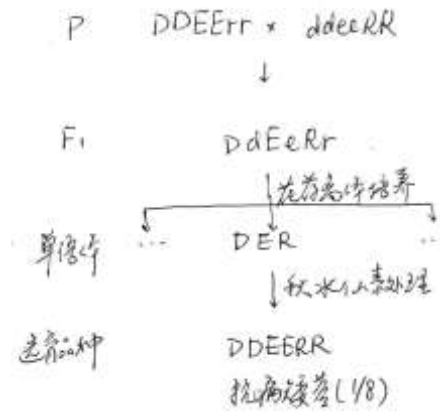 P DDEErr × ddeeRR
↓
F₁ DdEeRr
↓花药离体培养
单倍体 ... DER ...
↓秋水仙素处理
选育品种 DDEERR
抗病矮茎(1/8)